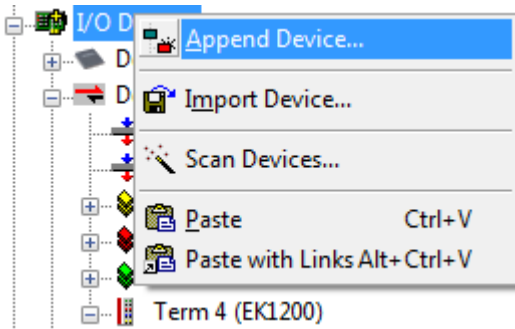 I/O D
Append Device...
D
D
Import Device...
Scan Devices...
Paste Ctrl+V
Paste with Links Alt+Ctrl+V
Term 4 (EK1200)